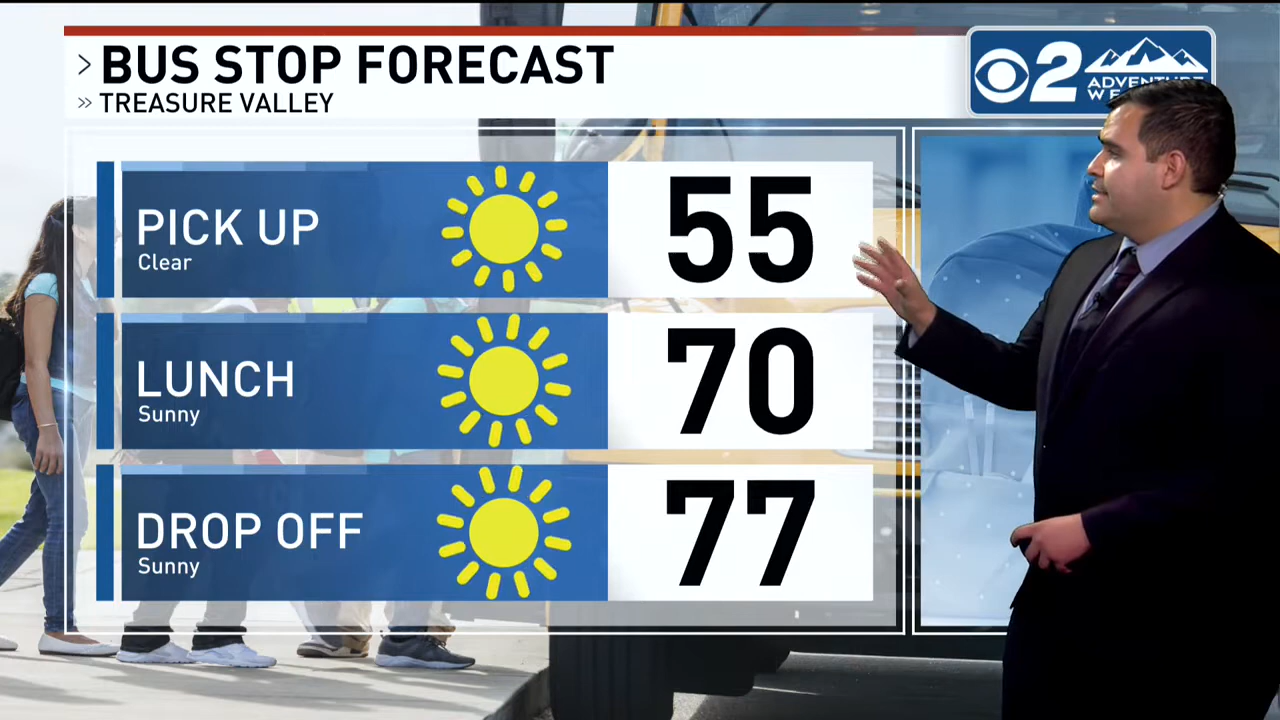 > BUS STOP FORECAST
» TREASURE VALLEY
2
ADVENTURE
PICK UP
Clear
55
LUNCH
Sunny
70
DROP OFF
Sunny
77